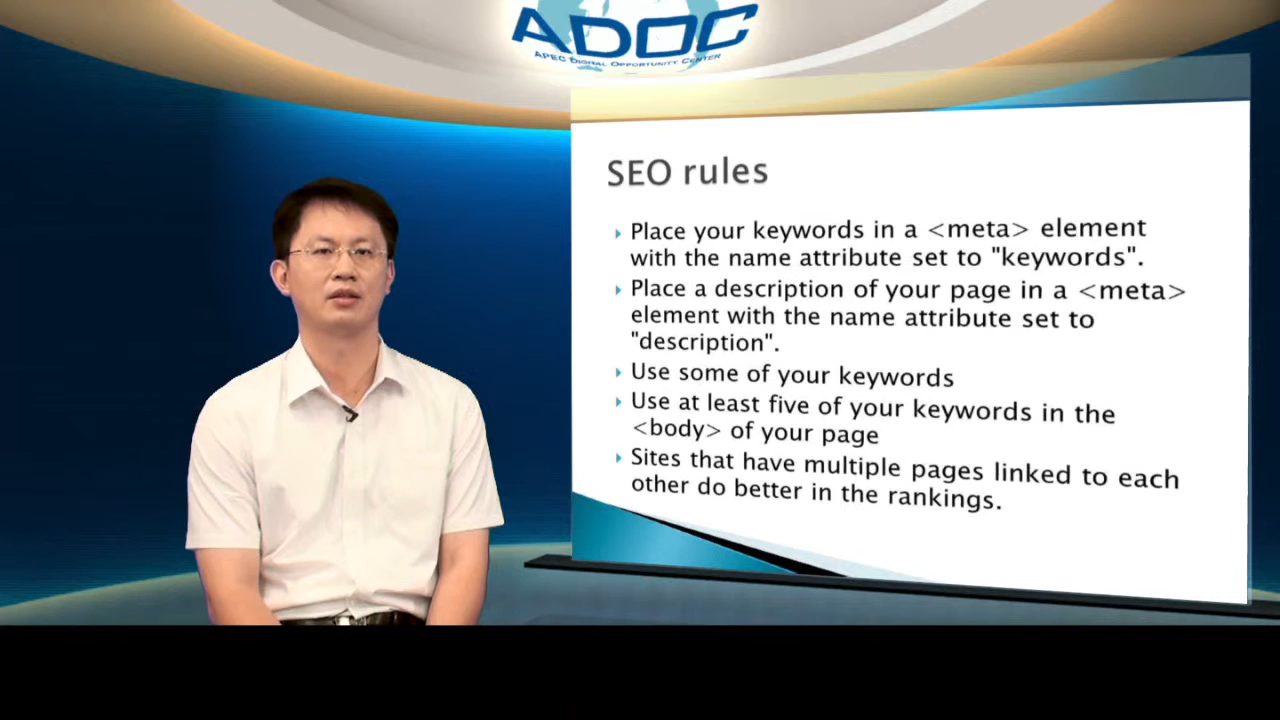 ADOC
APEC DIGITAL OPPORTUNITY CENTER
SEO rules
Place your keywords in a <meta> element
with the name attribute set to "keywords".
Place a description of your page in a <meta>
element with the name attribute set to
"description".
Use some of your keywords
Use at least five of your keywords in the
<body> of your page
Sites that have multiple pages linked to each
other do better in the rankings.